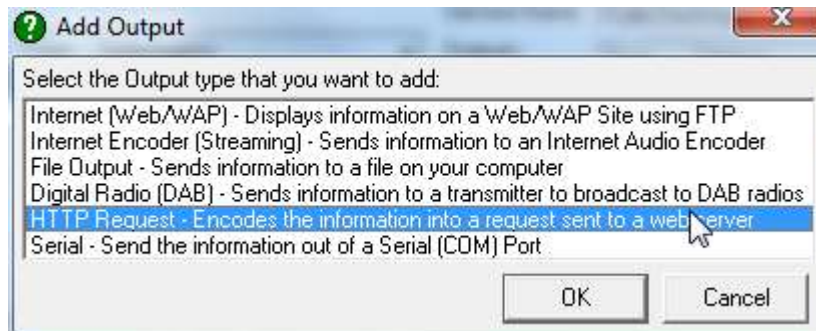 Add Output
Select the Output type that you want to add:
Internet (Web/WAP) - Displays information on a Web/WAP Site using FTP
Internet Encoder (Streaming) - Sends information to an Internet Audio Encoder
File Output - Sends information to a file on your computer
Digital Radio (DAB) - Sends information to a transmitter to broadcast to DAB radios
HTTP Request - Encodes the information into a request sent to a web server
Serial - Send the information out of a Serial (COM) Port
OK Cancel